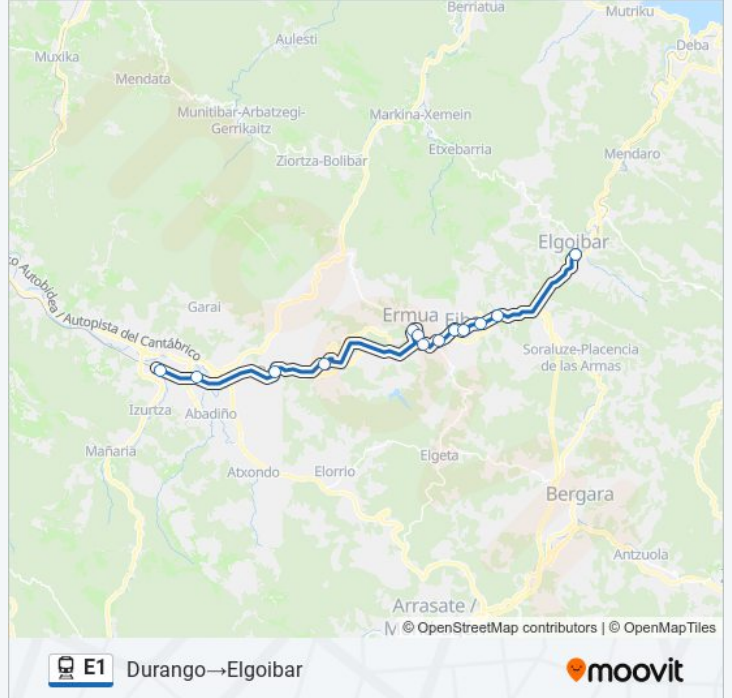 Berriatua
Mutriku
Aulesti
Deba
Muxika
Mendata
Munitibar-Arbatzegi-
Gerrikaitz
Markina-Xemein
Etxebarria
Ziortza-Bolibar
Mendaro
Elgoibar
Autobidea / Autopista del Cantábrico
Garai
Ermua
Soraluze-Placencia
de las Armas
Izurtza
Abadiño
Mañaria
Elgeta
Atxondo
Elorrio
Bergara
Antzuola
Arrasate /
© OpenStreetMap contributors | © OpenMapTiles
E1
Durango→Elgoibar
moovit